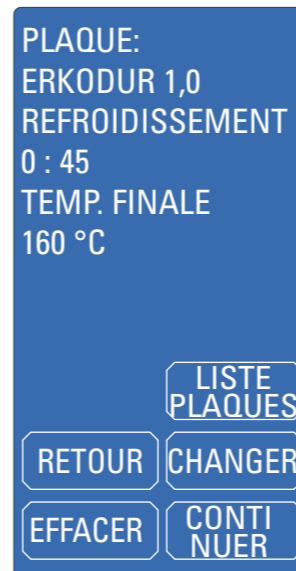 PLAQUE:
ERKODUR 1,0
REFROIDISSEMENT
0 : 45
TEMP. FINALE
160 °C
LISTE
PLAQUES
RETOUR
CHANGER
EFFACER
CONTI
NUER